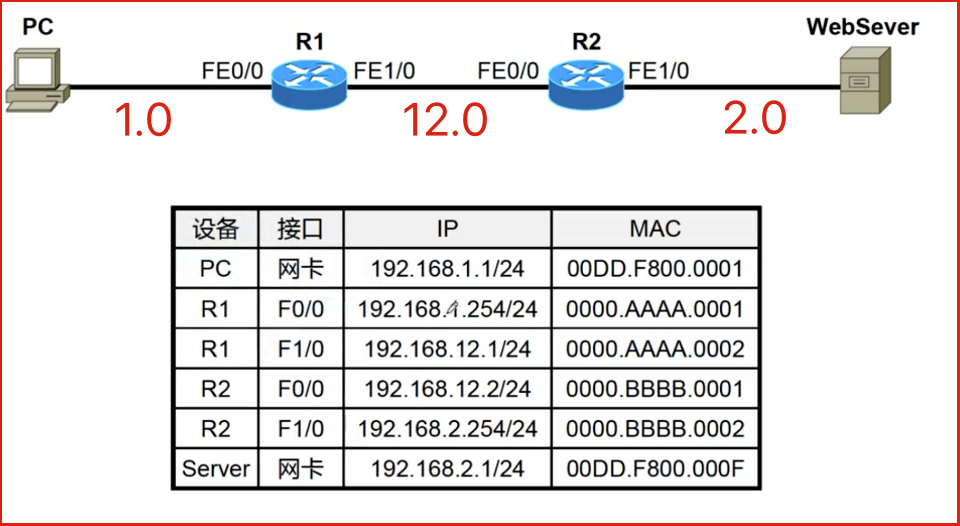 PC
WebSever
R1
R2
FE0/0
FE1/0
FE0/0
FE1/0
1.0
12.0
2.0
设备 接口 IP MAC
PC 网卡 192.168.1.1/24 00DD.F800.0001
R1 F0/0 192.168.1.254/24 0000.AAAA.0001
R1 F1/0 192.168.12.1/24 0000.AAAA.0002
R2 F0/0 192.168.12.2/24 0000.BBBB.0001
R2 F1/0 192.168.2.254/24 0000.BBBB.0002
Server 网卡 192.168.2.1/24 00DD.F800.000F